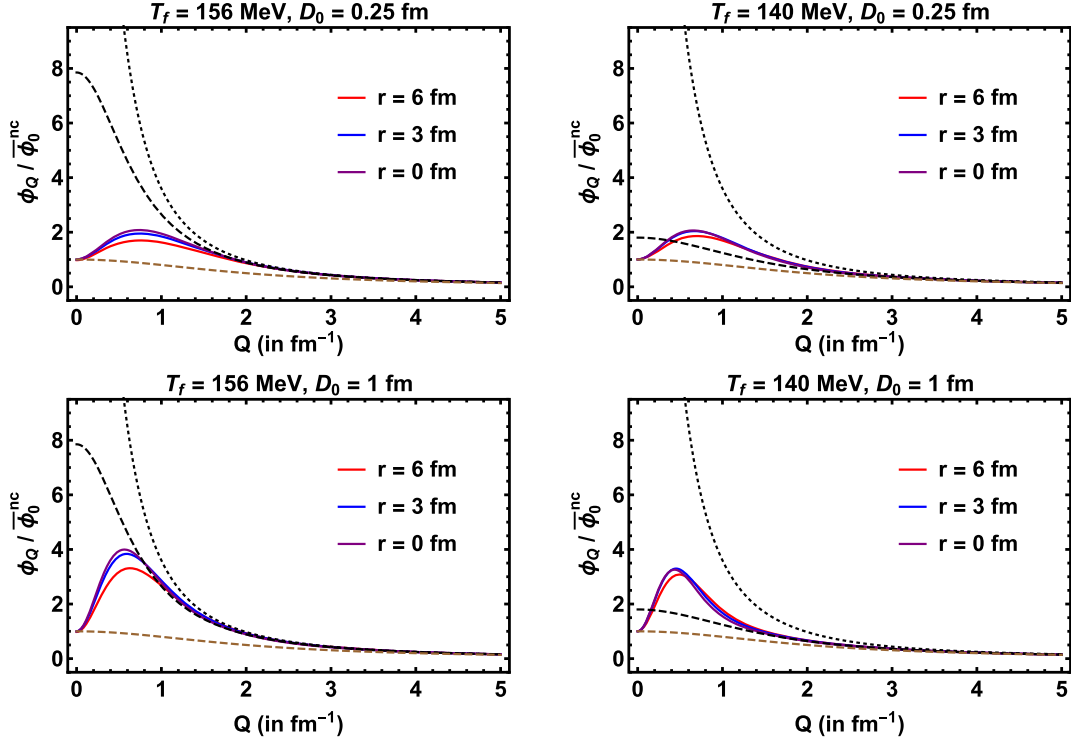 T_f = 156 MeV, D_0 = 0.25 fm
ϕ_Q / ϕ̅_0^nc
8
6
4
2
0
r = 6 fm
r = 3 fm
r = 0 fm
0 1 2 3 4 5
Q (in fm⁻¹)
T_f = 140 MeV, D_0 = 0.25 fm
ϕ_Q / ϕ̅_0^nc
8
6
4
2
0
r = 6 fm
r = 3 fm
r = 0 fm
0 1 2 3 4 5
Q (in fm⁻¹)
T_f = 156 MeV, D_0 = 1 fm
ϕ_Q / ϕ̅_0^nc
8
6
4
2
0
r = 6 fm
r = 3 fm
r = 0 fm
0 1 2 3 4 5
Q (in fm⁻¹)
T_f = 140 MeV, D_0 = 1 fm
ϕ_Q / ϕ̅_0^nc
8
6
4
2
0
r = 6 fm
r = 3 fm
r = 0 fm
0 1 2 3 4 5
Q (in fm⁻¹)